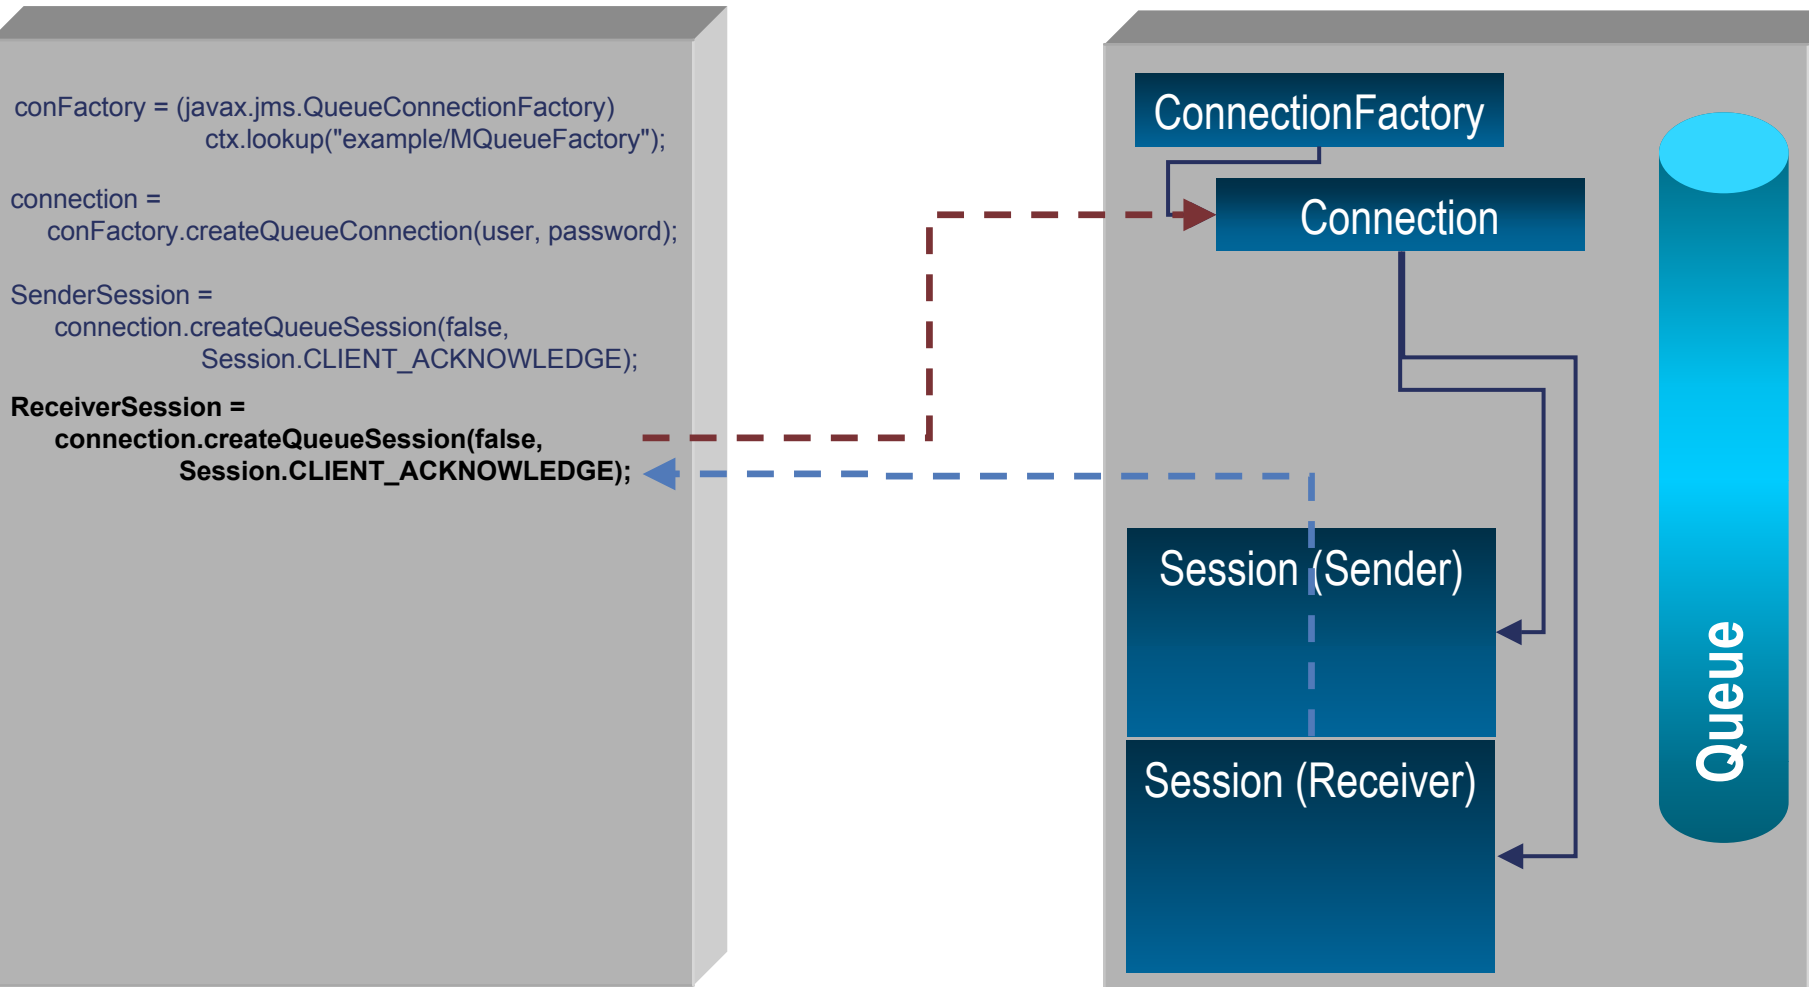 conFactory = (javax.jms.QueueConnectionFactory)
ctx.lookup("example/MQueueFactory");
connection =
conFactory.createQueueConnection(user, password);
SenderSession =
connection.createQueueSession(false,
Session.CLIENT_ACKNOWLEDGE);
ReceiverSession =
connection.createQueueSession(false,
Session.CLIENT_ACKNOWLEDGE);
ConnectionFactory
Connection
Session (Sender)
Session (Receiver)
Queue